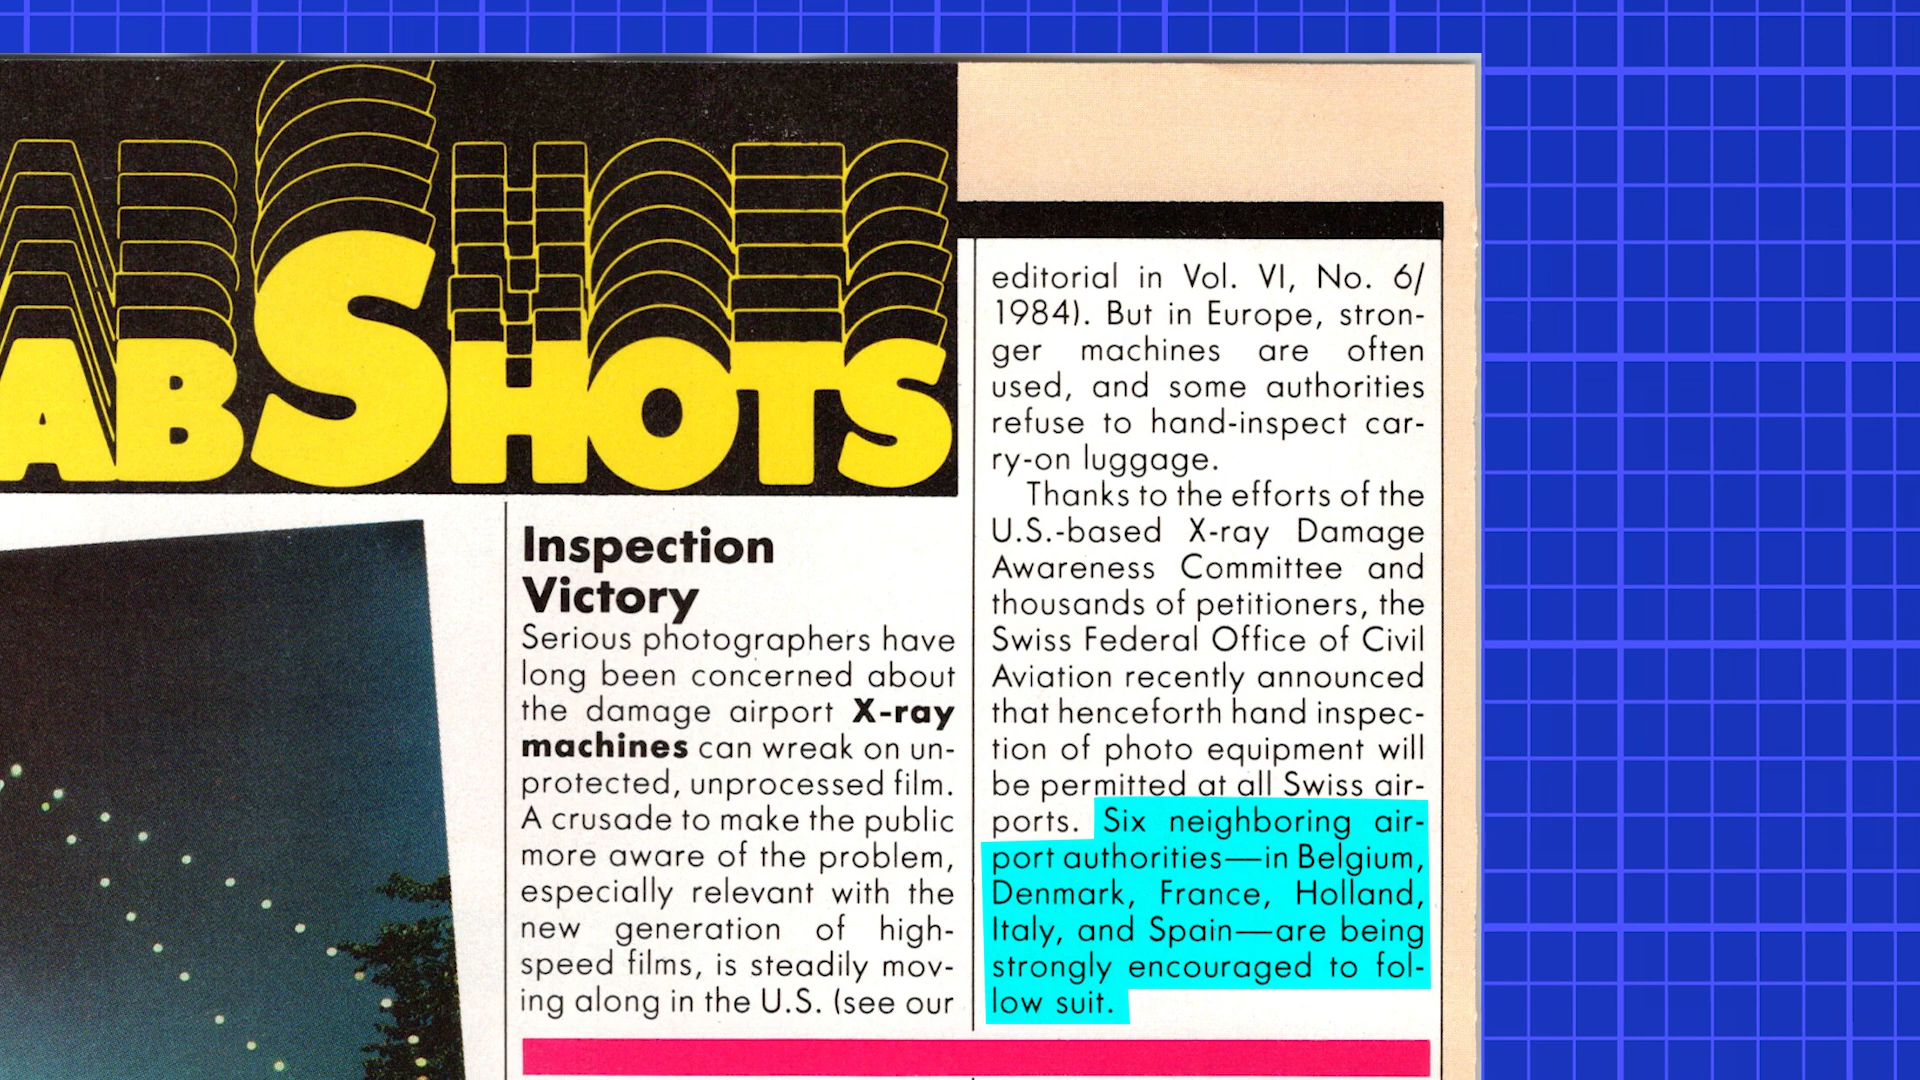 AB SHOTS
Inspection
Victory
Serious photographers have
long been concerned about
the damage airport X-ray
machines can wreak on un-
protected, unprocessed film.
A crusade to make the public
more aware of the problem,
especially relevant with the
new generation of high-
speed films, is steadily mov-
ing along in the U.S. (see our
editorial in Vol. VI, No. 6/
1984). But in Europe, stron-
ger machines are often
used, and some authorities
refuse to hand-inspect car-
ry-on luggage.
Thanks to the efforts of the
U.S.-based X-ray Damage
Awareness Committee and
thousands of petitioners, the
Swiss Federal Office of Civil
Aviation recently announced
that henceforth hand inspec-
tion of photo equipment will
be permitted at all Swiss air-
ports. Six neighboring air-
port authorities—in Belgium,
Denmark, France, Holland,
Italy, and Spain—are being
strongly encouraged to fol-
low suit.